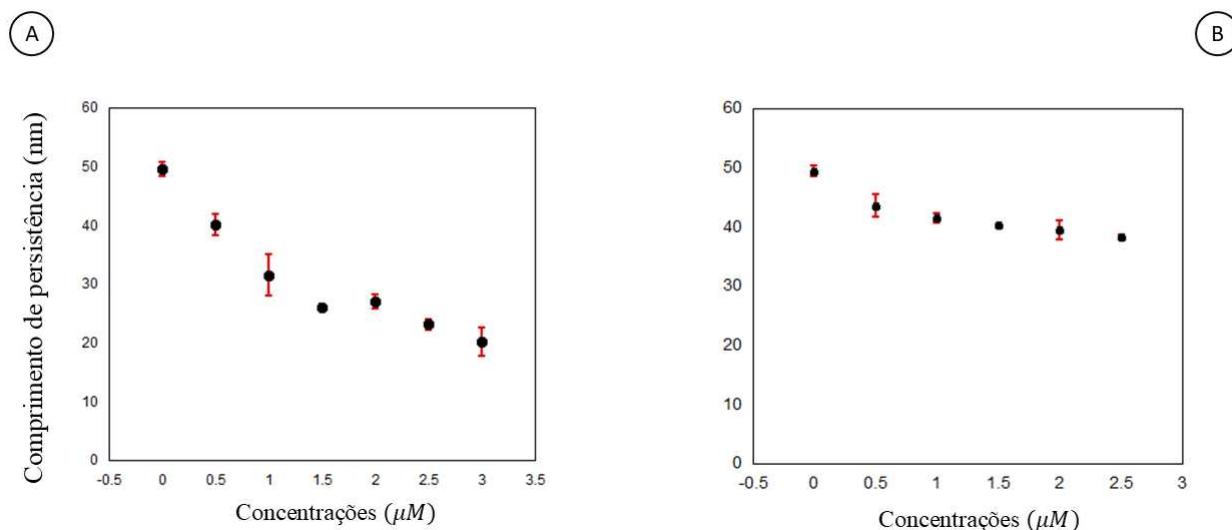 A
B
Comprimento de persistência (nm)
60
50
40
30
20
10
0
-0.5 0 0.5 1 1.5 2 2.5 3 3.5
Concentrações (μM)
60
50
40
30
20
10
0
-0.5 0 0.5 1 1.5 2 2.5 3
Concentrações (μM)